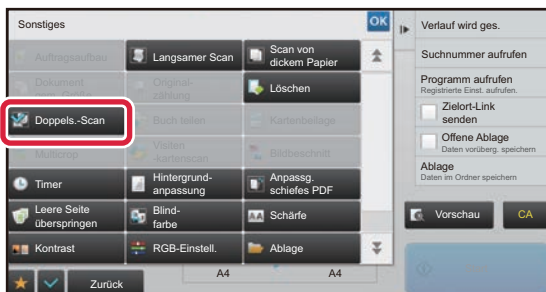 Sonstiges
OK
Auftragsaufbau
Langsamer Scan
Scan von
dickem Papier
Dokument
Original-
zählung
Löschen
Doppels.-Scan
Buch teilen
Kartenbeilage
Multicrop
Visiten
-kartenscan
Bildbeschnitt
Timer
Hintergrund-
anpassung
Anpassg.
schiefes PDF
Leere Seite
überspringen
Blind-
farbe
Schärfe
Kontrast
RGB-Einstell.
Ablage
Zurück
A4
A4
Verlauf wird ges.
Suchnummer aufrufen
Programm aufrufen
Registrierte Einst. aufrufen.
Zielort-Link
senden
Offene Ablage
Daten vorüberg. speichern
Ablage
Daten im Ordner speichern
Vorschau
CA